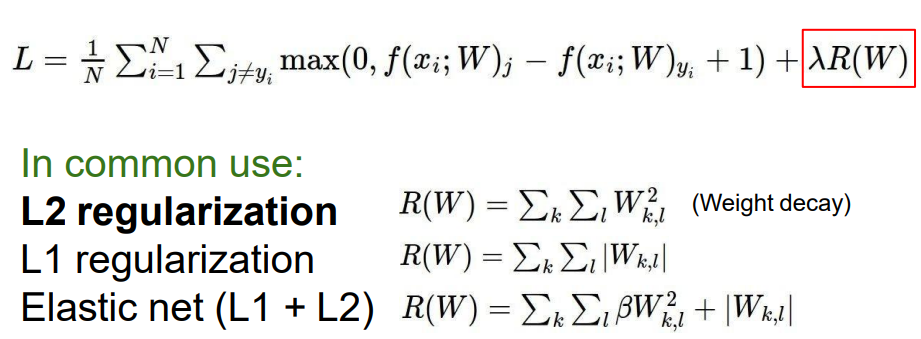 L = 1/N ∑_{i=1}^{N} ∑_{j≠y_i} max(0, f(x_i; W)_j − f(x_i; W)_{y_i} + 1) + λR(W)
In common use:
L2 regularization R(W) = ∑_k ∑_l W_{k,l}^2 (Weight decay)
L1 regularization R(W) = ∑_k ∑_l |W_{k,l}|
Elastic net (L1 + L2) R(W) = ∑_k ∑_l βW_{k,l}^2 + |W_{k,l}|